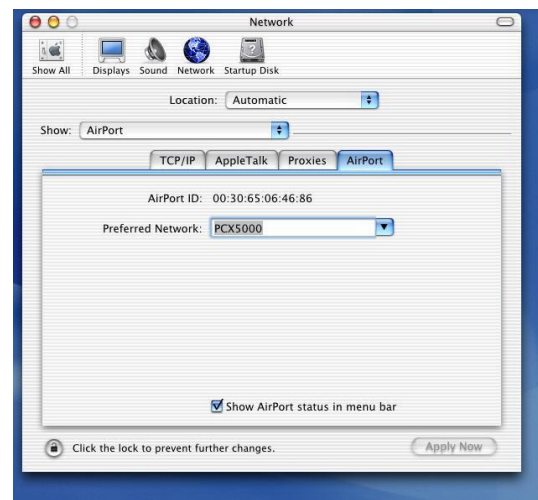 Network
Show All
Displays
Sound
Network
Startup Disk
Location: Automatic
Show: AirPort
TCP/IP
AppleTalk
Proxies
AirPort
AirPort ID: 00:30:65:06:46:86
Preferred Network: PCX5000
Show AirPort status in menu bar
Click the lock to prevent further changes.
Apply Now